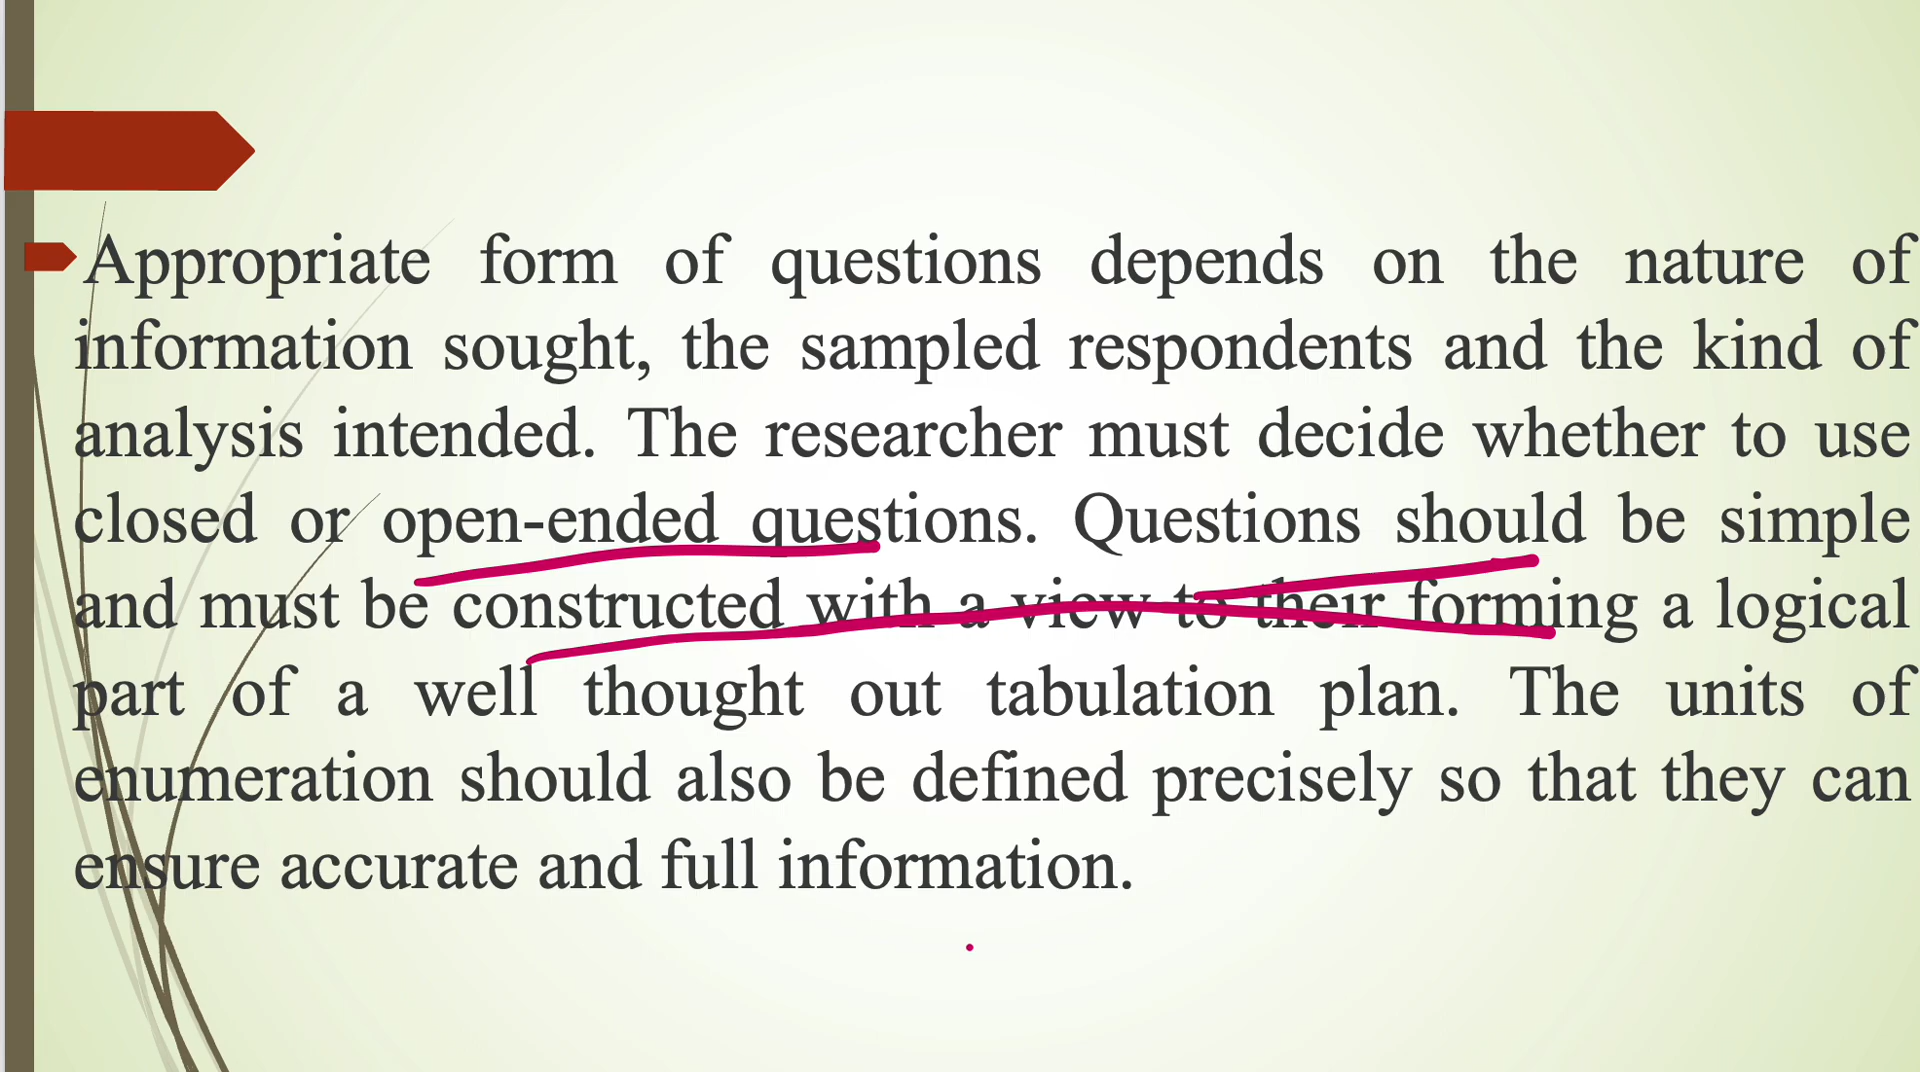 Appropriate form of questions depends on the nature of
information sought, the sampled respondents and the kind of
analysis intended. The researcher must decide whether to use
closed or open-ended questions. Questions should be simple
and must be constructed with a view to their forming a logical
part of a well thought out tabulation plan. The units of
enumeration should also be defined precisely so that they can
ensure accurate and full information.